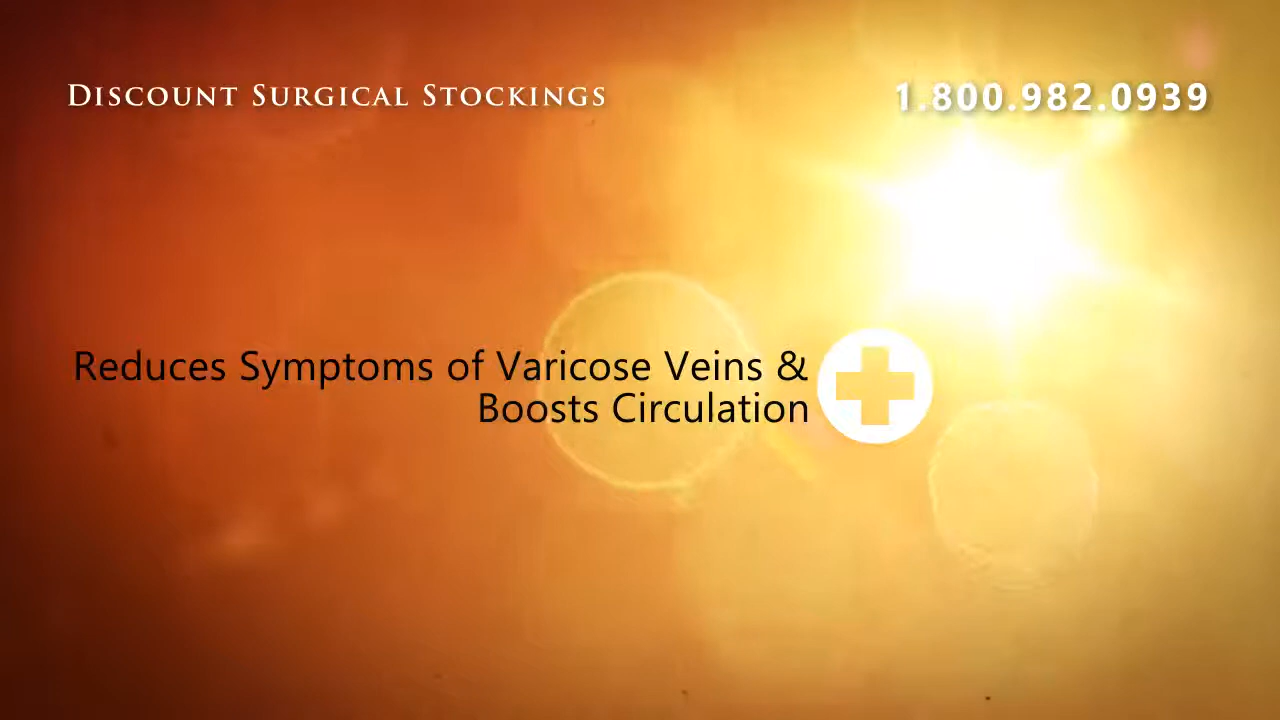 Discount Surgical Stockings
1.800.982.0939
Reduces Symptoms of Varicose Veins &
Boosts Circulation